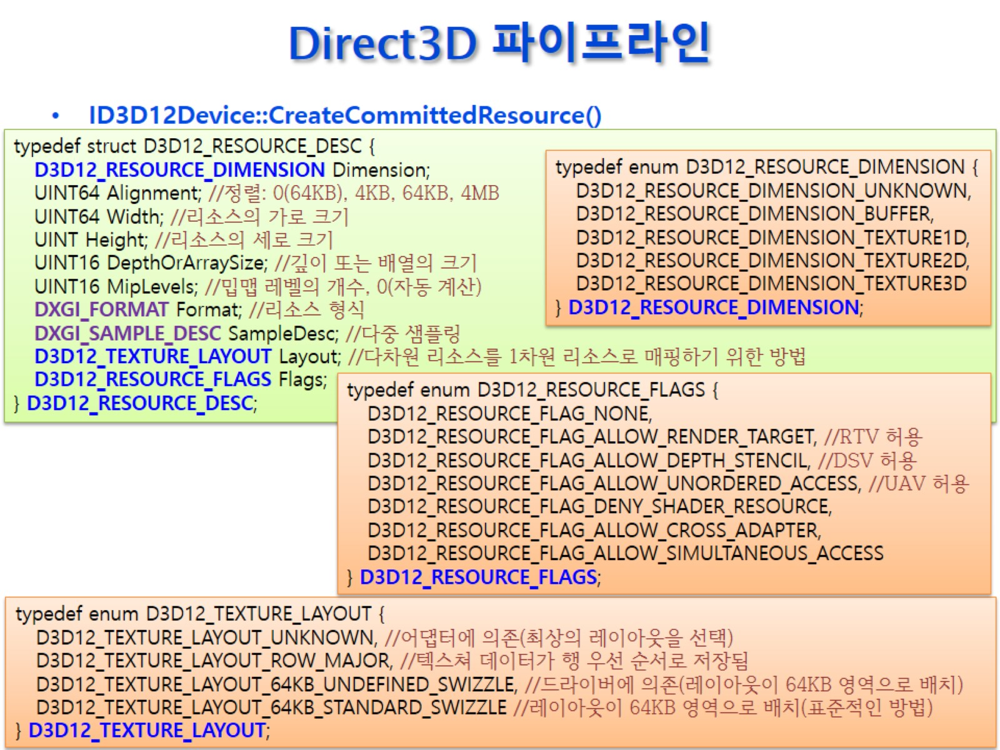 Direct3D 파이프라인
• ID3D12Device::CreateCommittedResource()
typedef struct D3D12_RESOURCE_DESC {
D3D12_RESOURCE_DIMENSION Dimension;
UINT64 Alignment; //정렬: 0(64KB), 4KB, 64KB, 4MB
UINT64 Width; //리소스의 가로 크기
UINT Height; //리소스의 세로 크기
UINT16 DepthOrArraySize; //깊이 또는 배열의 크기
UINT16 MipLevels; //밉맵 레벨의 개수, 0(자동 계산)
DXGI_FORMAT Format; //리소스 형식
DXGI_SAMPLE_DESC SampleDesc; //다중 샘플링
D3D12_TEXTURE_LAYOUT Layout; //다차원 리소스를 1차원 리소스로 매핑하기 위한 방법
D3D12_RESOURCE_FLAGS Flags;
} D3D12_RESOURCE_DESC;
typedef enum D3D12_RESOURCE_DIMENSION {
D3D12_RESOURCE_DIMENSION_UNKNOWN,
D3D12_RESOURCE_DIMENSION_BUFFER,
D3D12_RESOURCE_DIMENSION_TEXTURE1D,
D3D12_RESOURCE_DIMENSION_TEXTURE2D,
D3D12_RESOURCE_DIMENSION_TEXTURE3D
} D3D12_RESOURCE_DIMENSION;
typedef enum D3D12_RESOURCE_FLAGS {
D3D12_RESOURCE_FLAG_NONE,
D3D12_RESOURCE_FLAG_ALLOW_RENDER_TARGET, //RTV 허용
D3D12_RESOURCE_FLAG_ALLOW_DEPTH_STENCIL, //DSV 허용
D3D12_RESOURCE_FLAG_ALLOW_UNORDERED_ACCESS, //UAV 허용
D3D12_RESOURCE_FLAG_DENY_SHADER_RESOURCE,
D3D12_RESOURCE_FLAG_ALLOW_CROSS_ADAPTER,
D3D12_RESOURCE_FLAG_ALLOW_SIMULTANEOUS_ACCESS
} D3D12_RESOURCE_FLAGS;
typedef enum D3D12_TEXTURE_LAYOUT {
D3D12_TEXTURE_LAYOUT_UNKNOWN, //어댑터에 의존(최상의 레이아웃을 선택)
D3D12_TEXTURE_LAYOUT_ROW_MAJOR, //텍스쳐 데이터가 행 우선 순서로 저장됨
D3D12_TEXTURE_LAYOUT_64KB_UNDEFINED_SWIZZLE, //드라이버에 의존(레이아웃이 64KB 영역으로 배치)
D3D12_TEXTURE_LAYOUT_64KB_STANDARD_SWIZZLE //레이아웃이 64KB 영역으로 배치(표준적인 방법)
} D3D12_TEXTURE_LAYOUT;